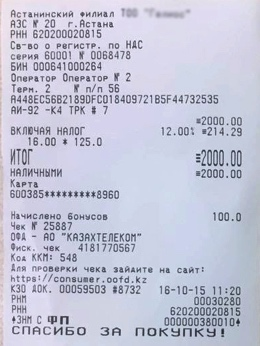 Астанинский филиал ТОО "Гелиос"
АЗС № 20 г.Астана
РНН 620200020815
Св-во о регистр. по НДС
серия 60001 № 0068478
БИН 000641000264
Оператор Оператор № 2
Терм. 2 № п/п 56
A448EC56B2189DFC018409721B5F44732535
АИ-92 -К4 ТРК # 7
≡2000.00
ВКЛЮЧАЯ НАЛОГ 12.00% ≡214.29
16.00 * 125.0
ИТОГ ≡2000.00
НАЛИЧНЫМИ ≡2000.00
Карта
600385*********8960
Начислено бонусов 100.0
Чек № 25887
ОФД - АО "КАЗАХТЕЛЕКОМ"
Фиск. чек 4181770567
Код ККМ: 548
Для проверки чека зайдите на сайт:
https://consumer.oofd.kz
КЗ0 ДОК. 00059503 #8732 16-10-15 11:20
РНМ 00030280
РНН 620200020815
*ЗНМ С ФП 000000380010*
СПАСИБО ЗА ПОКУПКУ!